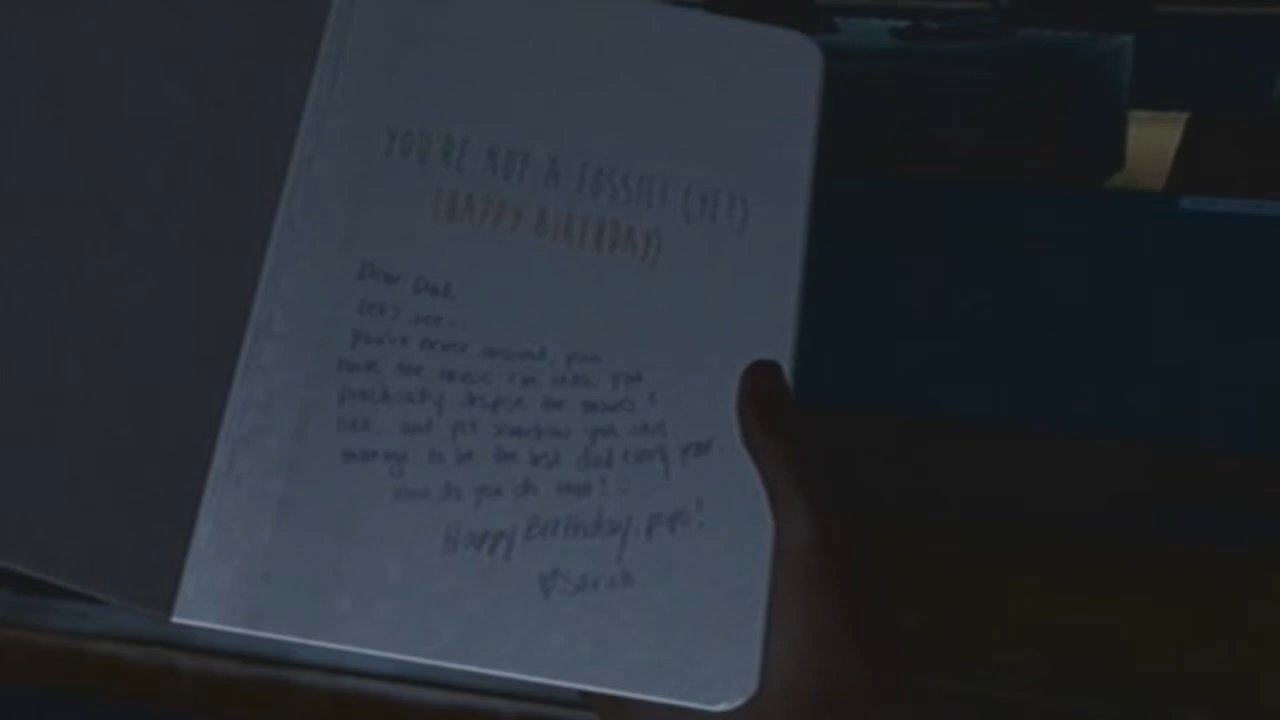 YOU'RE NOT A FOSSIL! (YET)
(HAPPY BIRTHDAY)
Dear Dad,
Let's see...
You're never around, you
hate the music I'm into, you
practically despise the movies I
like, and yet somehow you still
manage to be the best dad every year.
How do you do that? :)
Happy Birthday, pops!
♥Sarah